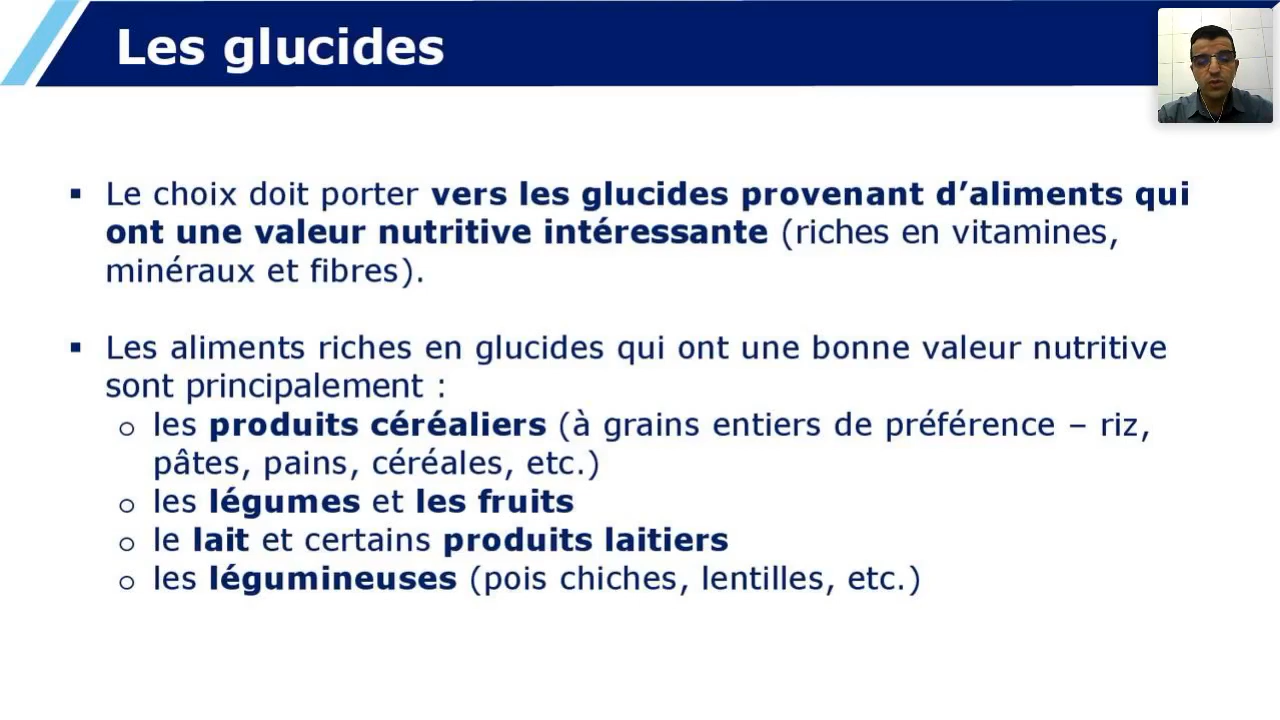 Les glucides
▪ Le choix doit porter vers les glucides provenant d’aliments qui
ont une valeur nutritive intéressante (riches en vitamines,
minéraux et fibres).
▪ Les aliments riches en glucides qui ont une bonne valeur nutritive
sont principalement :
o les produits céréaliers (à grains entiers de préférence – riz,
pâtes, pains, céréales, etc.)
o les légumes et les fruits
o le lait et certains produits laitiers
o les légumineuses (pois chiches, lentilles, etc.)